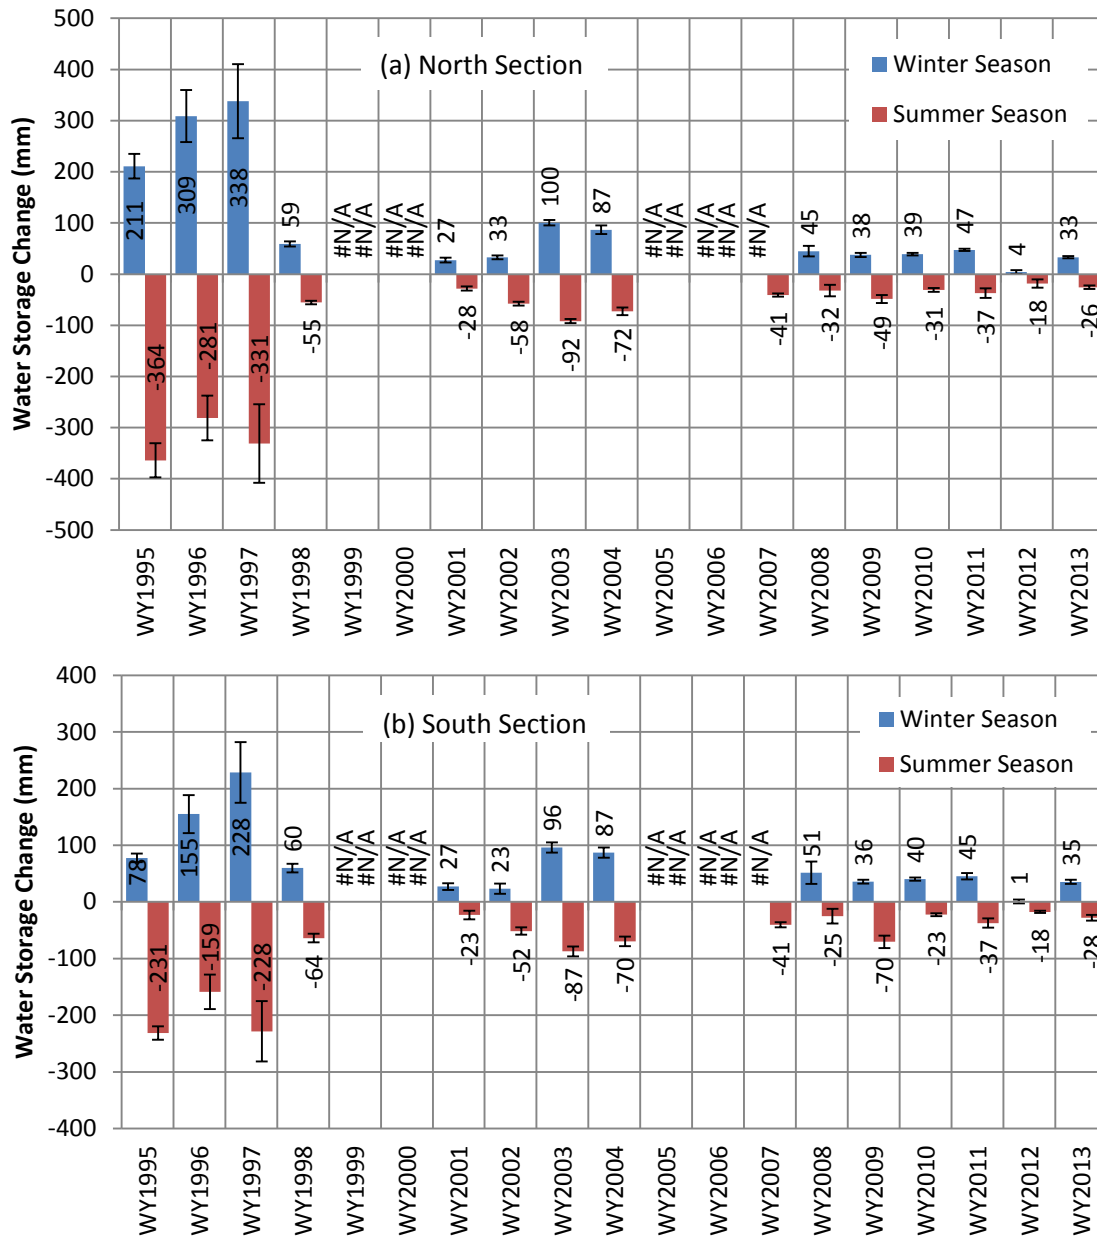 500
400
300
200
100
0
-100
-200
-300
-400
-500
Water Storage Change (mm)
(a) North Section
Winter Season
Summer Season
211
309
338
59
#N/A
#N/A
#N/A
#N/A
27
33
100
87
#N/A
#N/A
#N/A
#N/A
#N/A
45
38
39
47
4
33
-364
-281
-331
-55
-28
-58
-92
-72
-41
-32
-49
-31
-37
-18
-26
WY1995
WY1996
WY1997
WY1998
WY1999
WY2000
WY2001
WY2002
WY2003
WY2004
WY2005
WY2006
WY2007
WY2008
WY2009
WY2010
WY2011
WY2012
WY2013
400
300
200
100
0
-100
-200
-300
-400
Water Storage Change (mm)
(b) South Section
Winter Season
Summer Season
78
155
228
60
#N/A
#N/A
#N/A
#N/A
27
23
96
87
#N/A
#N/A
#N/A
#N/A
#N/A
51
36
40
45
1
35
-231
-159
-228
-64
-23
-52
-87
-70
-41
-25
-70
-23
-37
-18
-28
WY1995
WY1996
WY1997
WY1998
WY1999
WY2000
WY2001
WY2002
WY2003
WY2004
WY2005
WY2006
WY2007
WY2008
WY2009
WY2010
WY2011
WY2012
WY2013